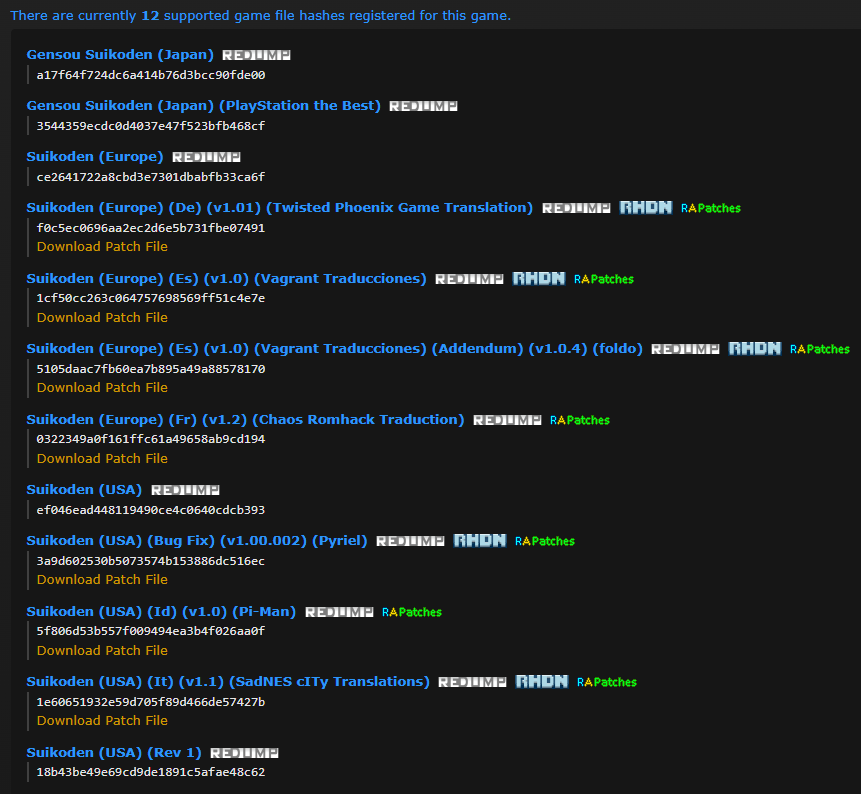 There are currently 12 supported game file hashes registered for this game.
Gensou Suikoden (Japan) REDUMP
a17f64f724dc6a414b76d3bcc90fde00
Gensou Suikoden (Japan) (PlayStation the Best) REDUMP
3544359ecdc0d4037e47f523bfb468cf
Suikoden (Europe) REDUMP
ce2641722a8cbd3e7301dbabfb33ca6f
Suikoden (Europe) (De) (v1.01) (Twisted Phoenix Game Translation) REDUMP RHDN RAPatches
f0c5ec0696aa2ec2d6e5b731fbe07491
Download Patch File
Suikoden (Europe) (Es) (v1.0) (Vagrant Traducciones) REDUMP RHDN RAPatches
1cf50cc263c064757698569ff51c4e7e
Download Patch File
Suikoden (Europe) (Es) (v1.0) (Vagrant Traducciones) (Addendum) (v1.0.4) (foldo) REDUMP RHDN RAPatches
5105daac7fb60ea7b895a49a88578170
Download Patch File
Suikoden (Europe) (Fr) (v1.2) (Chaos Romhack Traduction) REDUMP RAPatches
0322349a0f161ffc61a49658ab9cd194
Download Patch File
Suikoden (USA) REDUMP
ef046ead448119490ce4c0640cdcb393
Suikoden (USA) (Bug Fix) (v1.00.002) (Pyriel) REDUMP RHDN RAPatches
3a9d602530b5073574b153886dc516ec
Download Patch File
Suikoden (USA) (Id) (v1.0) (Pi-Man) REDUMP RAPatches
5f806d53b557f009494ea3b4f026aa0f
Download Patch File
Suikoden (USA) (It) (v1.1) (SadNES cITy Translations) REDUMP RHDN RAPatches
1e60651932e59d705f89d466de57427b
Download Patch File
Suikoden (USA) (Rev 1) REDUMP
18b43be49e69cd9de1891c5afae48c62